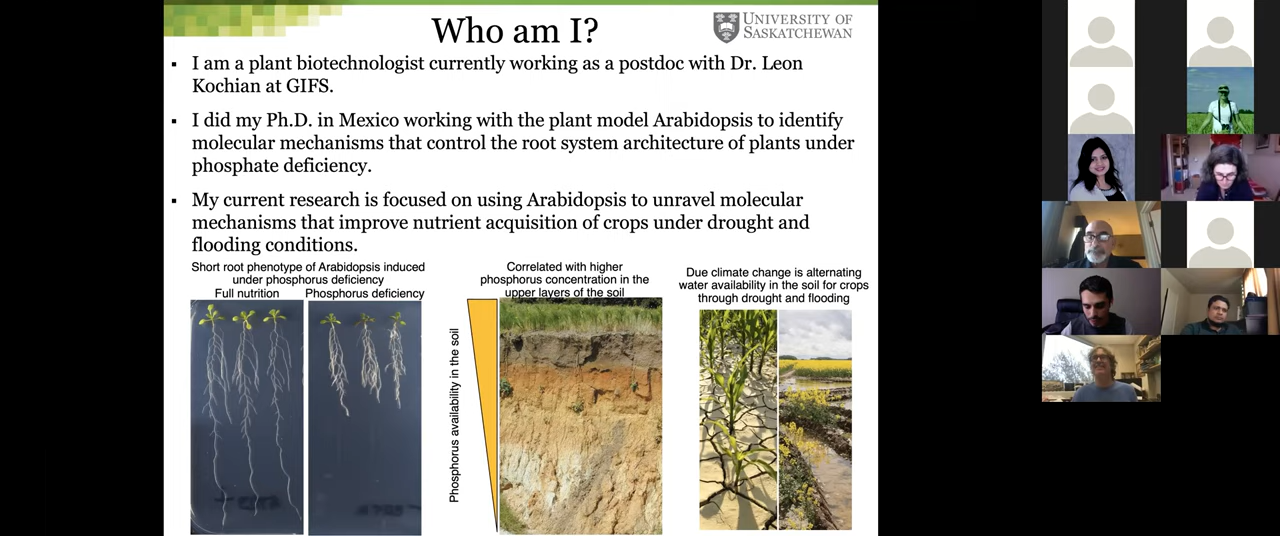 Who am I?
UNIVERSITY OF
SASKATCHEWAN
▪ I am a plant biotechnologist currently working as a postdoc with Dr. Leon
Kochian at GIFS.
▪ I did my Ph.D. in Mexico working with the plant model Arabidopsis to identify
molecular mechanisms that control the root system architecture of plants under
phosphate deficiency.
▪ My current research is focused on using Arabidopsis to unravel molecular
mechanisms that improve nutrient acquisition of crops under drought and
flooding conditions.
Short root phenotype of Arabidopsis induced
under phosphorus deficiency
Full nutrition
Phosphorus deficiency
Correlated with higher
phosphorus concentration in the
upper layers of the soil
Phosphorus availability in the soil
Due climate change is alternating
water availability in the soil for crops
through drought and flooding